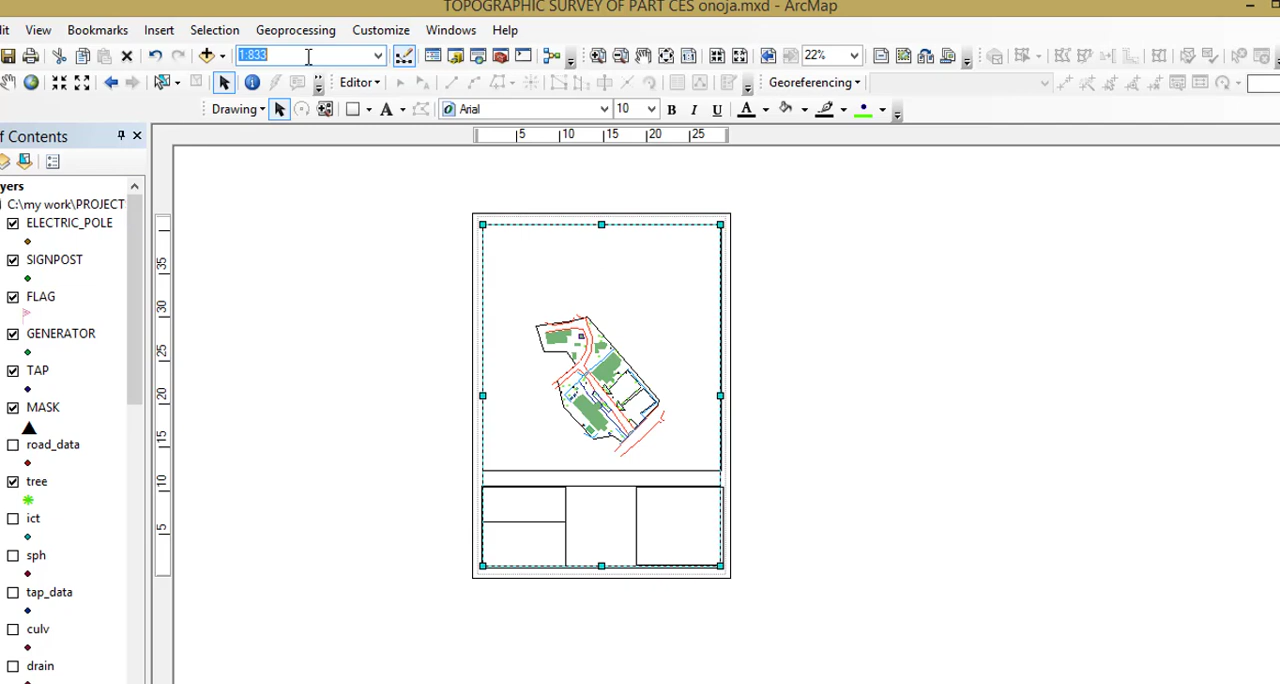 TOPOGRAPHIC SURVEY OF PART CES onoja.mxd - ArcMap
it View Bookmarks Insert Selection Geoprocessing Customize Windows Help
1:833 22%
Editor Georeferencing
Drawing Arial 10 B I U A
f Contents
5 10 15 20 25
yers
C:\my work\PROJECT
ELECTRIC_POLE
SIGNPOST
FLAG
GENERATOR
TAP
MASK
road_data
tree
ict
sph
tap_data
culv
drain
35
30
25
20
15
10
5